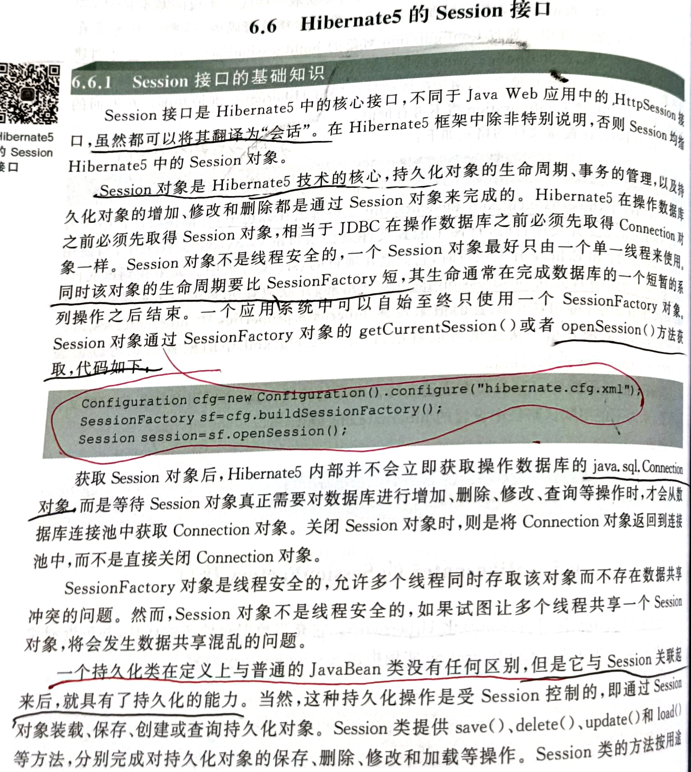 6.6 Hibernate5 的 Session 接口
6.6.1 Session 接口的基础知识
Hibernate5
的 Session
接口
Session 接口是 Hibernate5 中的核心接口,不同于 Java Web 应用中的 HttpSession 接
口,虽然都可以将其翻译为“会话”。在 Hibernate5 框架中除非特别说明,否则 Session 均指
Hibernate5 中的 Session 对象。
Session 对象是 Hibernate5 技术的核心,持久化对象的生命周期、事务的管理,以及持
久化对象的增加、修改和删除都是通过 Session 对象来完成的。Hibernate5 在操作数据库
之前必须先取得 Session 对象,相当于 JDBC 在操作数据库之前必须先取得 Connection 对
象一样。Session 对象不是线程安全的,一个 Session 对象最好只由一个单一线程来使用。
同时该对象的生命周期要比 SessionFactory 短,其生命通常在完成数据库的一个短暂的系
列操作之后结束。一个应用系统中可以自始至终只使用一个 SessionFactory 对象。
Session 对象通过 SessionFactory 对象的 getCurrentSession()或者 openSession()方法获
取,代码如下。
Configuration cfg=new Configuration().configure("hibernate.cfg.xml");
SessionFactory sf=cfg.buildSessionFactory();
Session session=sf.openSession();
获取 Session 对象后,Hibernate5 内部并不会立即获取操作数据库的 java.sql.Connection
对象,而是等待 Session 对象真正需要对数据库进行增加、删除、修改、查询等操作时,才会从数
据库连接池中获取 Connection 对象。关闭 Session 对象时,则是将 Connection 对象返回到连接
池中,而不是直接关闭 Connection 对象。
SessionFactory 对象是线程安全的,允许多个线程同时存取该对象而不存在数据共享
冲突的问题。然而,Session 对象不是线程安全的,如果试图让多个线程共享一个 Session
对象,将会发生数据共享混乱的问题。
一个持久化类在定义上与普通的 JavaBean 类没有任何区别,但是它与 Session 关联起
来后,就具有了持久化的能力。当然,这种持久化操作是受 Session 控制的,即通过 Session
对象装载、保存、创建或查询持久化对象。Session 类提供 save()、delete()、update()和 load()
等方法,分别完成对持久化对象的保存、删除、修改和加载等操作。Session 类的方法按用途